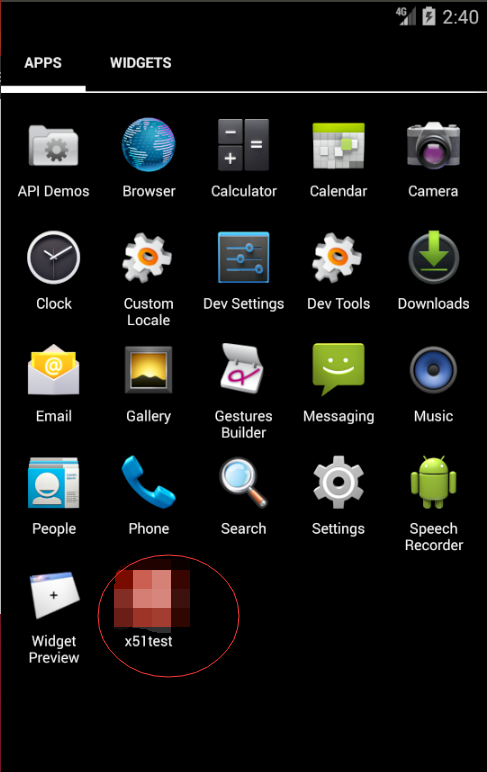 4G 2:40
APPS WIDGETS
API Demos Browser Calculator Calendar Camera
Clock Custom Locale Dev Settings Dev Tools Downloads
Email Gallery Gestures Builder Messaging Music
People Phone Search Settings Speech Recorder
Widget Preview x51test